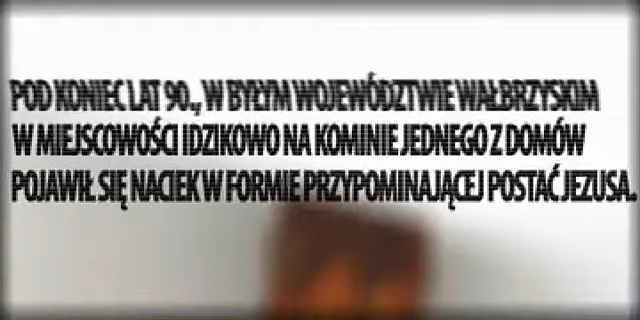 POD KONIEC LAT 90., W BYŁYM WOJEWÓDZTWIE WAŁBRZYSKIM
W MIEJSCOWOŚCI IDZIKOWO NA KOMINIE JEDNEGO Z DOMÓW
POJAWIŁ SIĘ NACIEK W FORMIE PRZYPOMINAJĄCEJ POSTAĆ JEZUSA.